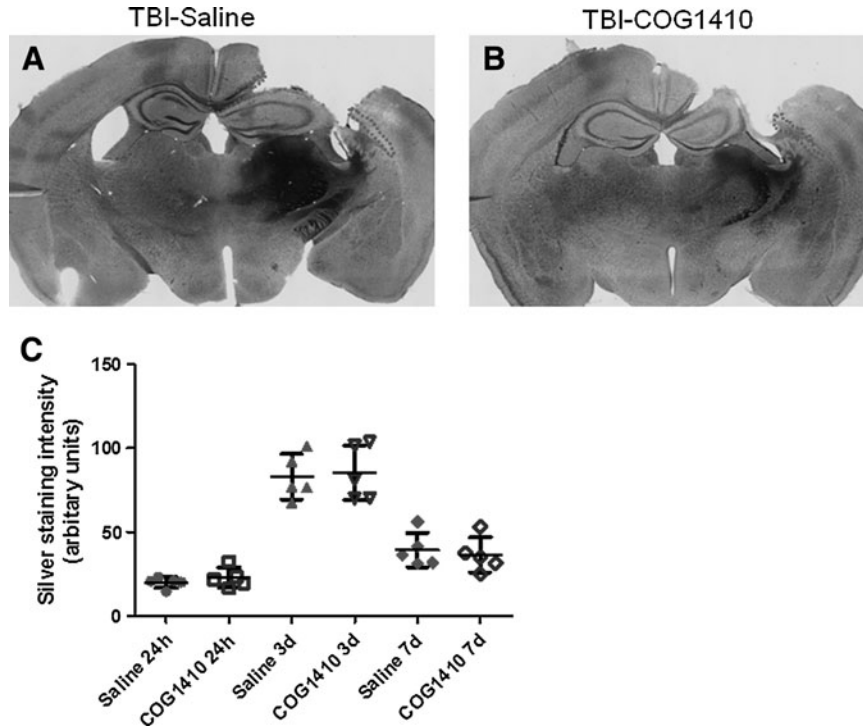 TBI-Saline
TBI-COG1410
A
B
C
Silver staining intensity
(arbitary units)
150
100
50
0
Saline 24h
COG1410 24h
Saline 3d
COG1410 3d
Saline 7d
COG1410 7d